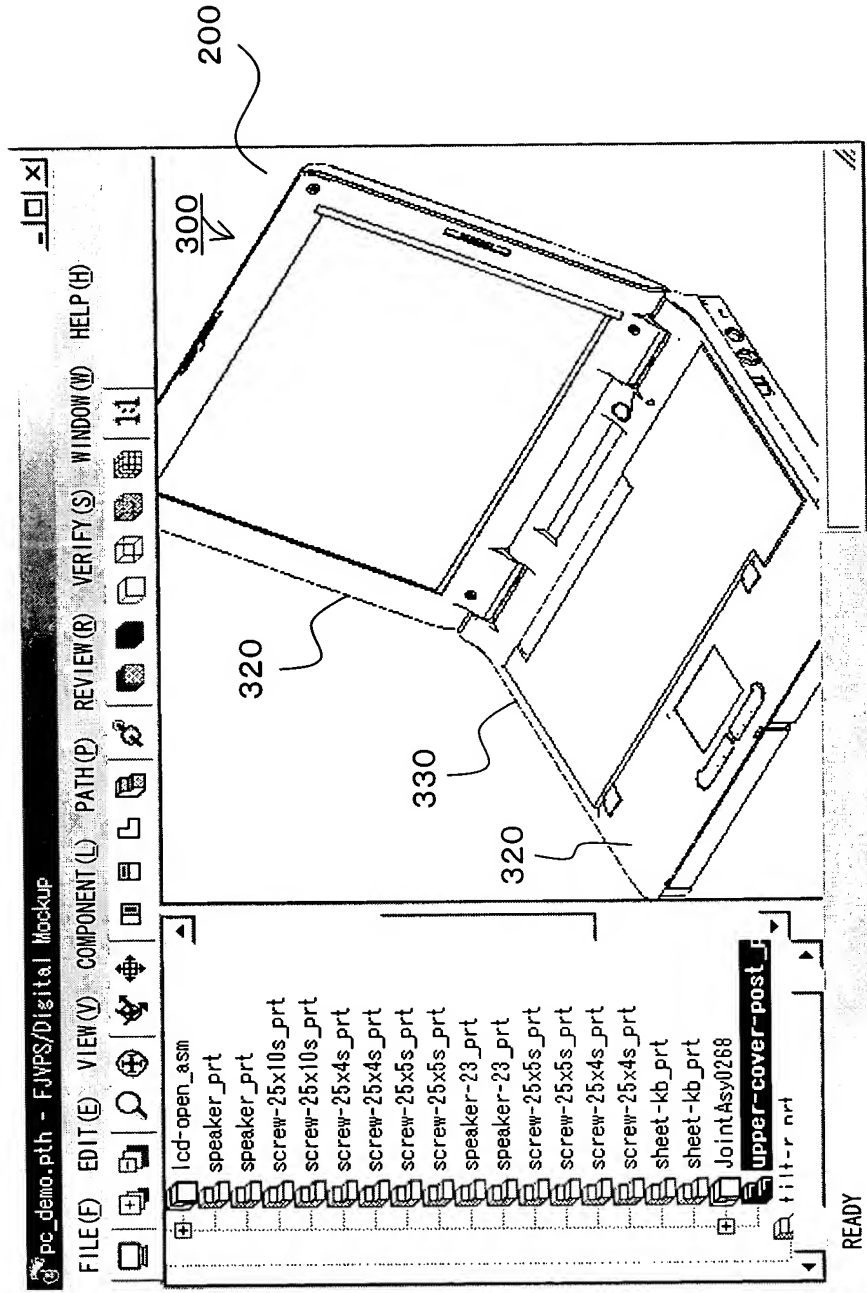 pc_demo.pth - FJVPS/Digital Mockup
FILE(F) EDIT(E) VIEW(V) COMPONENT(L) PATH(P) REVIEW(R) VERIFY(S) WINDOW(W) HELP(H)
1:1
lcd-open_asm
speaker_prt
speaker_prt
screw-25x10s_prt
screw-25x10s_prt
screw-25x4s_prt
screw-25x4s_prt
screw-25x5s_prt
screw-25x5s_prt
speaker-23_prt
speaker-23_prt
screw-25x5s_prt
screw-25x5s_prt
screw-25x4s_prt
screw-25x4s_prt
sheet-kb_prt
sheet-kb_prt
JointAsy0268
upper-cover-post_p
tilt-r_prt
READY
320
330
320
300
200